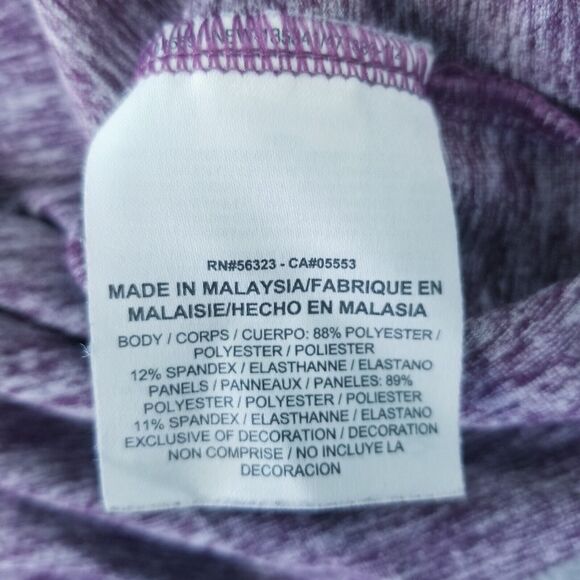 RN#56323 - CA#05553
MADE IN MALAYSIA/FABRIQUE EN
MALAISIE/HECHO EN MALASIA
BODY / CORPS / CUERPO: 88% POLYESTER /
POLYESTER / POLIESTER
12% SPANDEX / ELASTHANNE / ELASTANO
PANELS / PANNEAUX / PANELES: 89%
POLYESTER / POLYESTER / POLIESTER
11% SPANDEX / ELASTHANNE / ELASTANO
EXCLUSIVE OF DECORATION / DECORATION
NON COMPRISE / NO INCLUYE LA
DECORACION